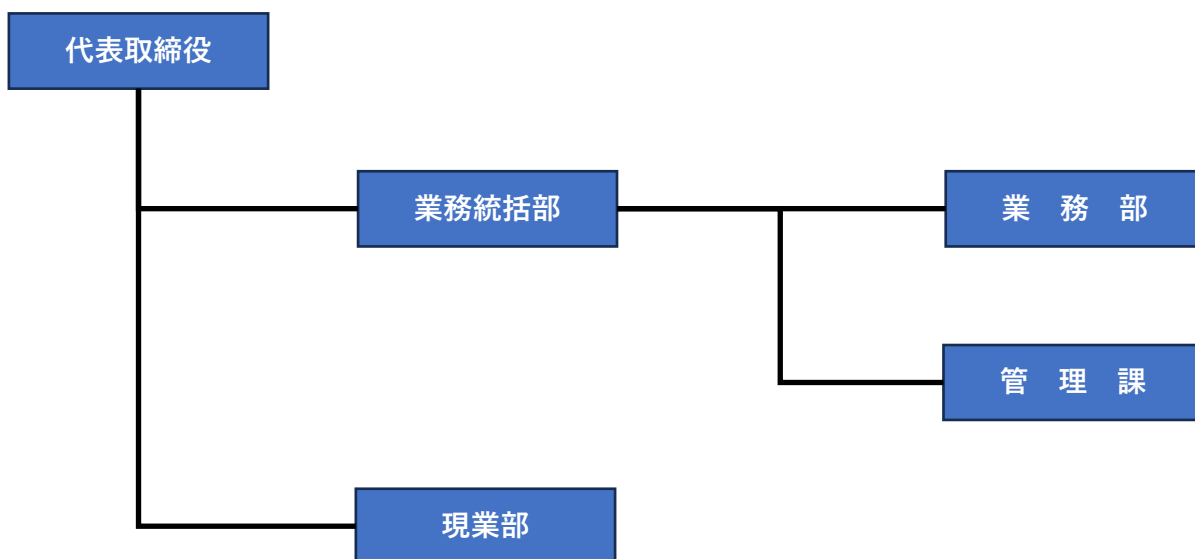 代表取締役
業務統括部
業　務　部
管　理　課
現業部